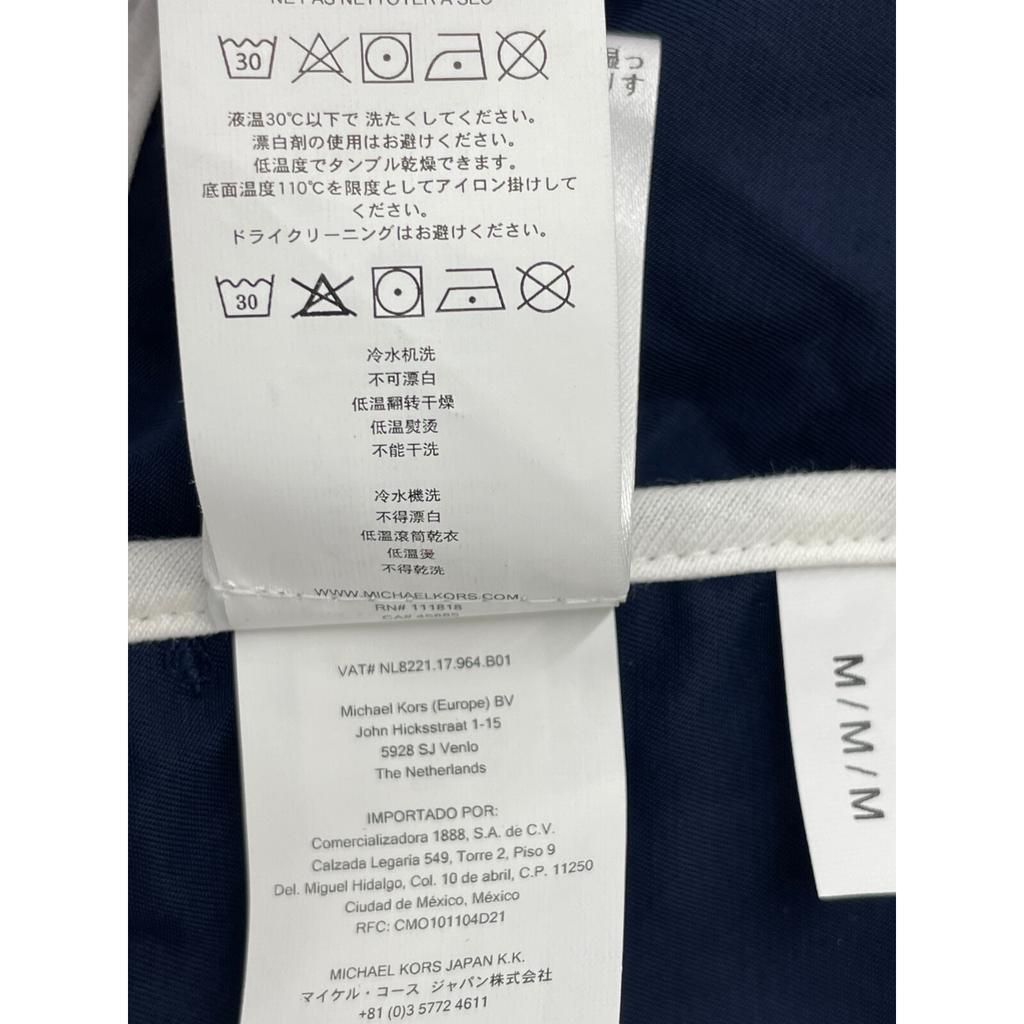 NE PAS NETTOYER À SEC
30
液温30℃以下で 洗たくしてください。
漂白剤の使用はお避けください。
低温度でタンブル乾燥できます。
底面温度110℃を限度としてアイロン掛けして
ください。
ドライクリーニングはお避けください。
30
冷水机洗
不可漂白
低温翻转干燥
低温熨烫
不能干洗
冷水機洗
不得漂白
低溫滾筒乾衣
低溫燙
不得乾洗
WWW.MICHAELKORS.COM
RN# 111818
VAT# NL8221.17.964.B01
Michael Kors (Europe) BV
John Hicksstraat 1-15
5928 SJ Venlo
The Netherlands
IMPORTADO POR:
Comercializadora 1888, S.A. de C.V.
Calzada Legaria 549, Torre 2, Piso 9
Del. Miguel Hidalgo, Col. 10 de abril, C.P. 11250
Ciudad de México, México
RFC: CMO101104D21
MICHAEL KORS JAPAN K.K.
マイケル・コース ジャパン株式会社
+81 (0)3 5772 4611
M / M / M